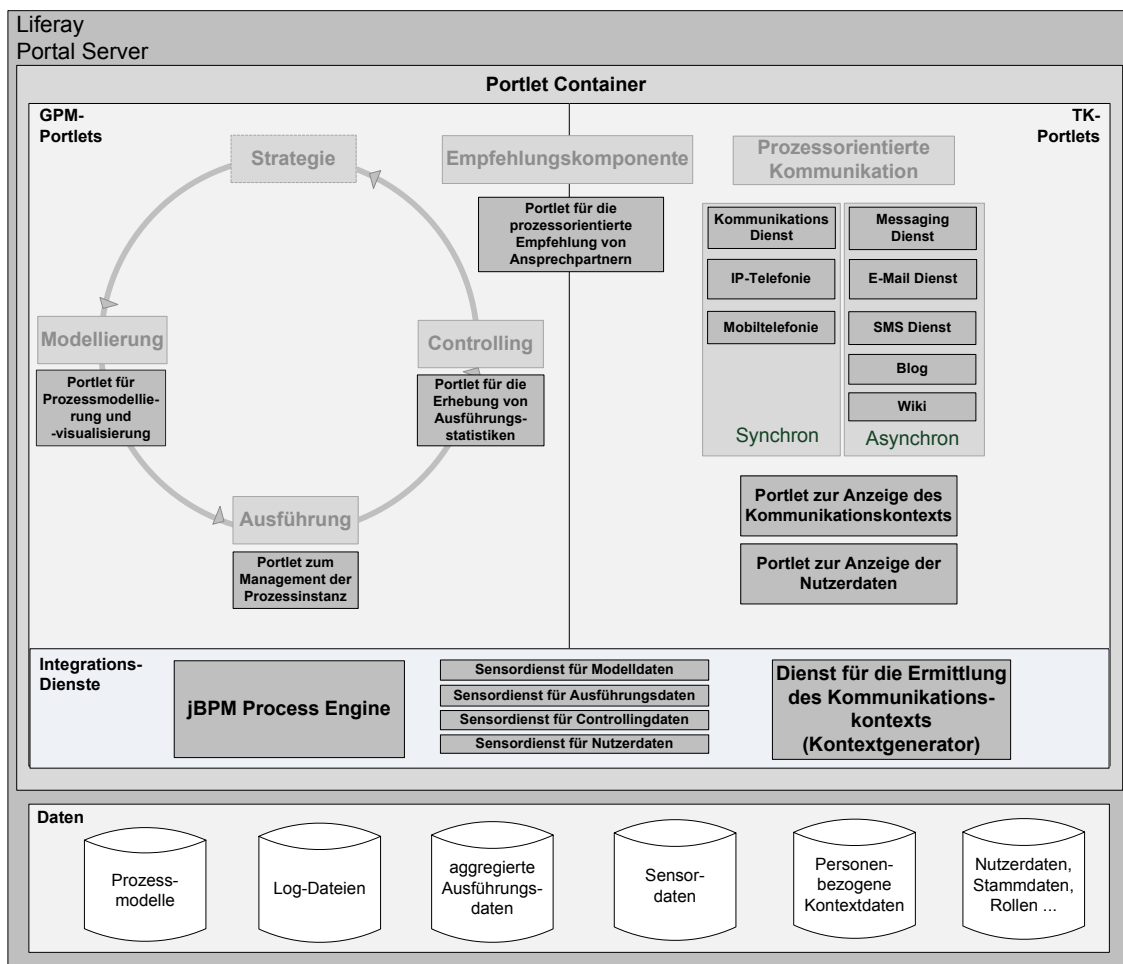 Liferay
Portal Server
Portlet Container
GPM-
Portlets
TK-
Portlets
Strategie
Empfehlungskomponente
Prozessorientierte
Kommunikation
Portlet für die
prozessorientierte
Empfehlung von
Ansprechpartnern
Kommunikations
Dienst
IP-Telefonie
Mobiltelefonie
Synchron
Messaging
Dienst
E-Mail Dienst
SMS Dienst
Blog
Wiki
Asynchron
Modellierung
Portlet für
Prozessmodellie-
rung und
-visualisierung
Controlling
Portlet für die
Erhebung von
Ausführungs-
statistiken
Ausführung
Portlet zum
Management der
Prozessinstanz
Portlet zur Anzeige des
Kommunikationskontexts
Portlet zur Anzeige der
Nutzerdaten
Integrations-
Dienste
jBPM Process Engine
Sensordienst für Modelldaten
Sensordienst für Ausführungsdaten
Sensordienst für Controllingdaten
Sensordienst für Nutzerdaten
Dienst für die Ermittlung
des Kommunikations-
kontexts
(Kontextgenerator)
Daten
Prozess-
modelle
Log-Dateien
aggregierte
Ausführungs-
daten
Sensor-
daten
Personen-
bezogene
Kontextdaten
Nutzerdaten,
Stammdaten,
Rollen ...